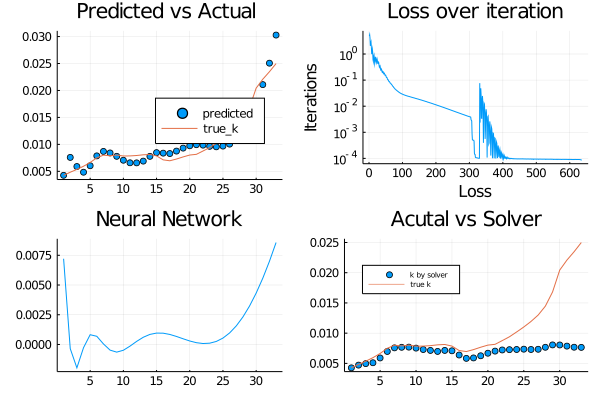 Predicted vs Actual
0.030
0.025
0.020
0.015
0.010
0.005
predicted
true_k
5 10 15 20 25 30
Loss over iteration
Iterations
10^0
10^-1
10^-2
10^-3
10^-4
0 100 200 300 400 500 600
Loss
Neural Network
0.0075
0.0050
0.0025
0.0000
5 10 15 20 25 30
Acutal vs Solver
0.025
0.020
0.015
0.010
0.005
k by solver
true k
5 10 15 20 25 30